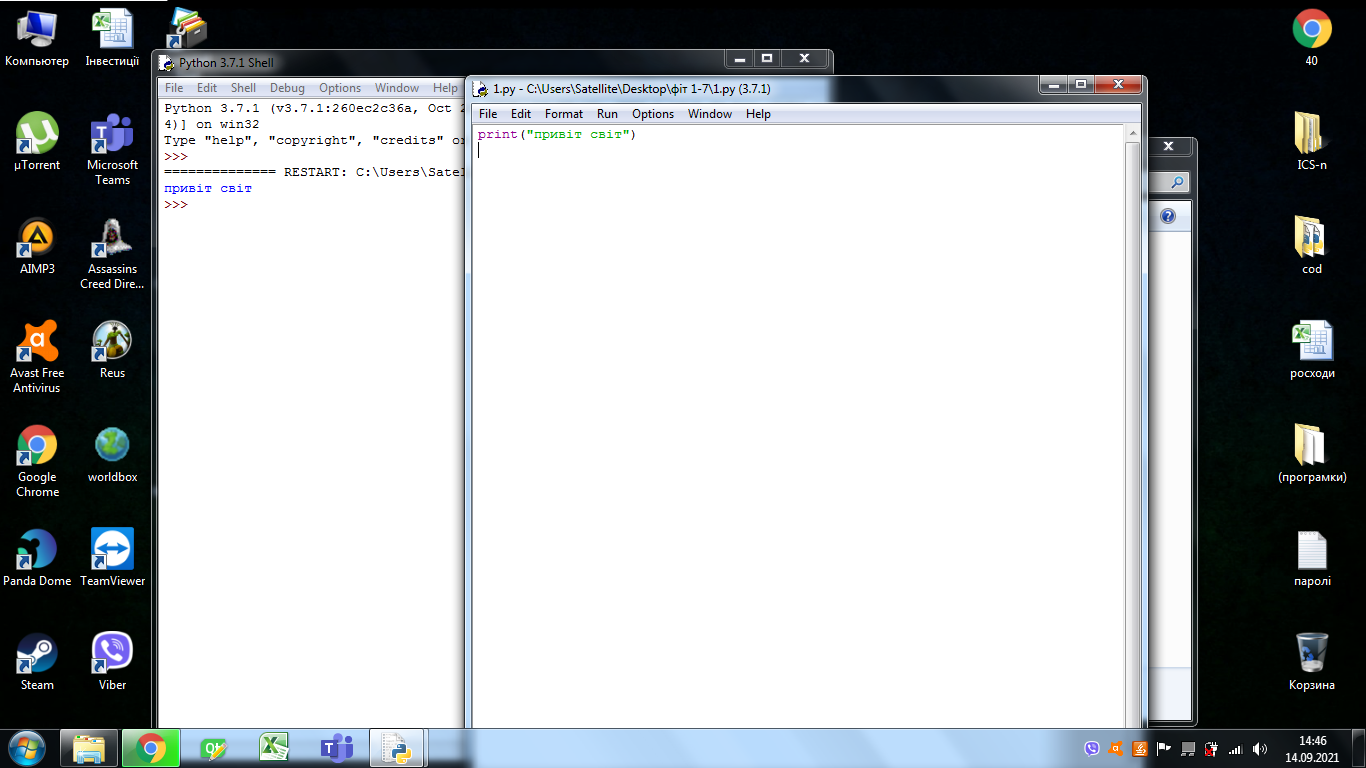 Компьютер
Інвестиції
µTorrent
Microsoft
Teams
AIMP3
Assassins
Creed Dire...
Avast Free
Antivirus
Reus
Google
Chrome
worldbox
Panda Dome
TeamViewer
Steam
Viber
Python 3.7.1 Shell
File Edit Shell Debug Options Window Help
Python 3.7.1 (v3.7.1:260ec2c36a, Oct 2
4)] on win32
Type "help", "copyright", "credits" or
>>>
============== RESTART: C:\Users\Satel
привіт світ
>>>
1.py - C:\Users\Satellite\Desktop\фіт 1-7\1.py (3.7.1)
File Edit Format Run Options Window Help
print("привіт світ")
40
ICS-n
cod
росходи
(програмки)
паролі
Корзина
14:46
14.09.2021